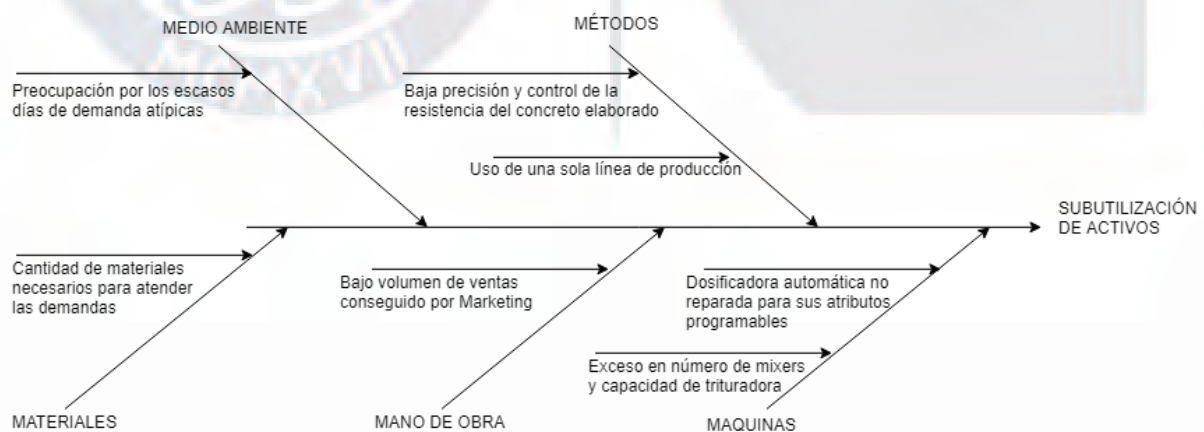 MEDIO AMBIENTE
MÉTODOS
Preocupación por los escasos
días de demanda atípicas
Baja precisión y control de la
resistencia del concreto elaborado
Uso de una sola línea de producción
SUBUTILIZACIÓN
DE ACTIVOS
Cantidad de materiales
necesarios para atender
las demandas
Bajo volumen de ventas
conseguido por Marketing
Dosificadora automática no
reparada para sus atributos
programables
Exceso en número de mixers
y capacidad de trituradora
MATERIALES
MANO DE OBRA
MAQUINAS
MCMXVII